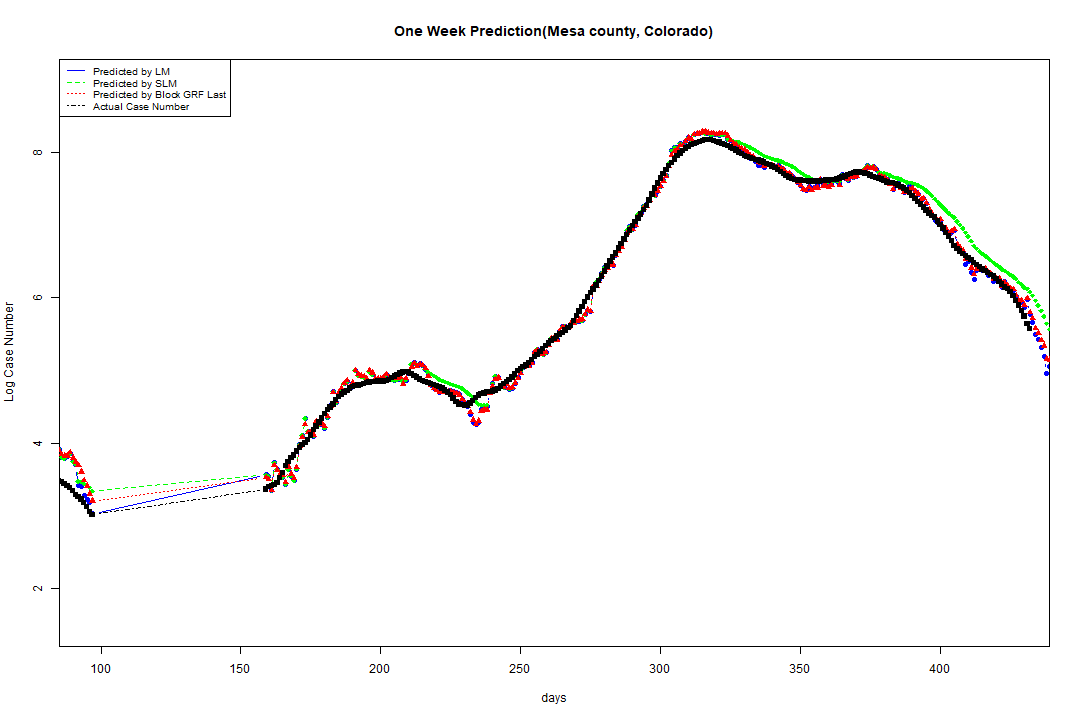 One Week Prediction(Mesa county, Colorado)
Predicted by LM
Predicted by SLM
Predicted by Block GRF Last
Actual Case Number
8
6
4
2
Log Case Number
100 150 200 250 300 350 400
days